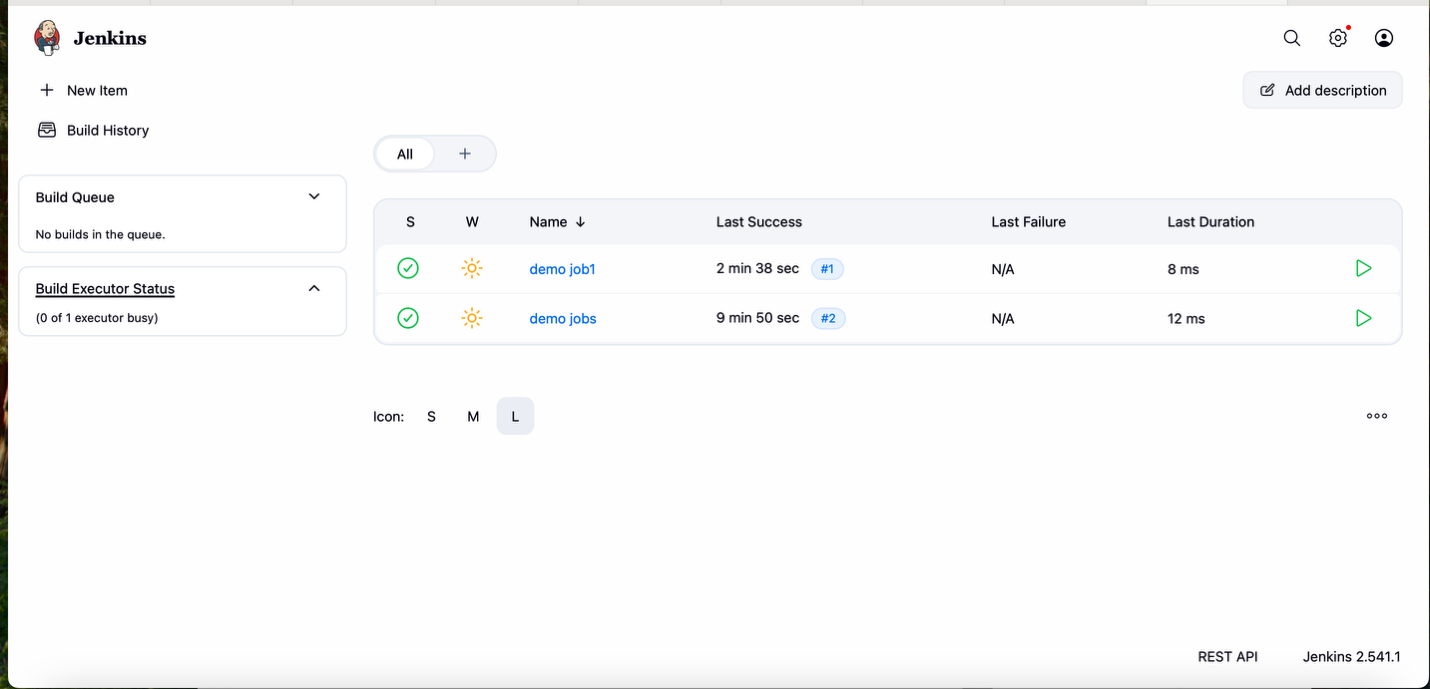 Jenkins
New Item
Add description
Build History
All
Build Queue
No builds in the queue.
Build Executor Status
(0 of 1 executor busy)
S W Name ↓ Last Success Last Failure Last Duration
demo job1 2 min 38 sec #1 N/A 8 ms
demo jobs 9 min 50 sec #2 N/A 12 ms
Icon: S M L
REST API Jenkins 2.541.1